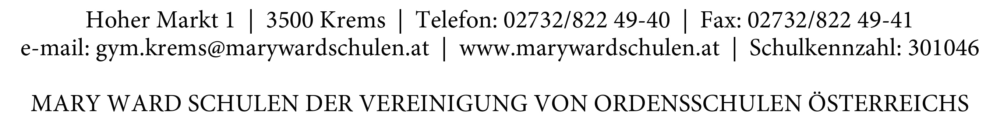 Hoher Markt 1 | 3500 Krems | Telefon: 02732/822 49-40 | Fax: 02732/822 49-41
e-mail: gym.krems@marywardschulen.at | www.marywardschulen.at | Schulkennzahl: 301046
MARY WARD SCHULEN DER VEREINIGUNG VON ORDENSSCHULEN ÖSTERREICHS